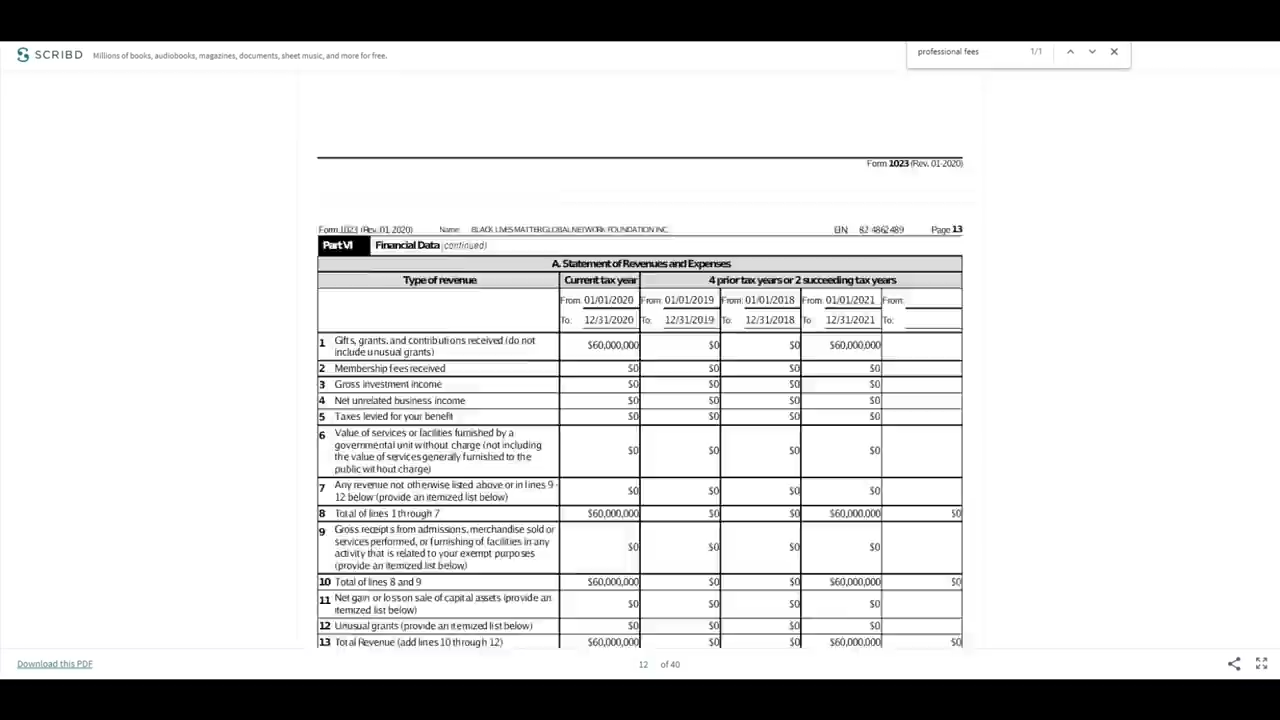 SCRIBD Millions of books, audiobooks, magazines, documents, sheet music, and more for free.
professional fees 1/1
Form 1023 (Rev. 01-2020)
Form 1023 (Rev. 01-2020) Name: BLACK LIVES MATTER GLOBAL NETWORK FOUNDATION INC EIN: 82-4862489 Page 13
Part VI Financial Data (continued)
A. Statement of Revenues and Expenses
Type of revenue Current tax year 4 prior tax years or 2 succeeding tax years
From: 01/01/2020 From: 01/01/2019 From: 01/01/2018 From: 01/01/2021 From:
To: 12/31/2020 To: 12/31/2019 To: 12/31/2018 To: 12/31/2021 To:
1 Gifts, grants, and contributions received (do not
include unusual grants) $60,000,000 $0 $0 $60,000,000
2 Membership fees received $0 $0 $0 $0
3 Gross investment income $0 $0 $0 $0
4 Net unrelated business income $0 $0 $0 $0
5 Taxes levied for your benefit $0 $0 $0 $0
6 Value of services or facilities furnished by a
governmental unit without charge (not including
the value of services generally furnished to the
public without charge) $0 $0 $0 $0
7 Any revenue not otherwise listed above or in lines 9 -
12 below (provide an itemized list below) $0 $0 $0 $0
8 Total of lines 1 through 7 $60,000,000 $0 $0 $60,000,000 $0
9 Gross receipts from admissions, merchandise sold or
services performed, or furnishing of facilities in any
activity that is related to your exempt purposes
(provide an itemized list below) $0 $0 $0 $0
10 Total of lines 8 and 9 $60,000,000 $0 $0 $60,000,000 $0
11 Net gain or loss on sale of capital assets (provide an
itemized list below) $0 $0 $0 $0
12 Unusual grants (provide an itemized list below) $0 $0 $0 $0
13 Total Revenue (add lines 10 through 12) $60,000,000 $0 $0 $60,000,000 $0
Download this PDF 12 of 40